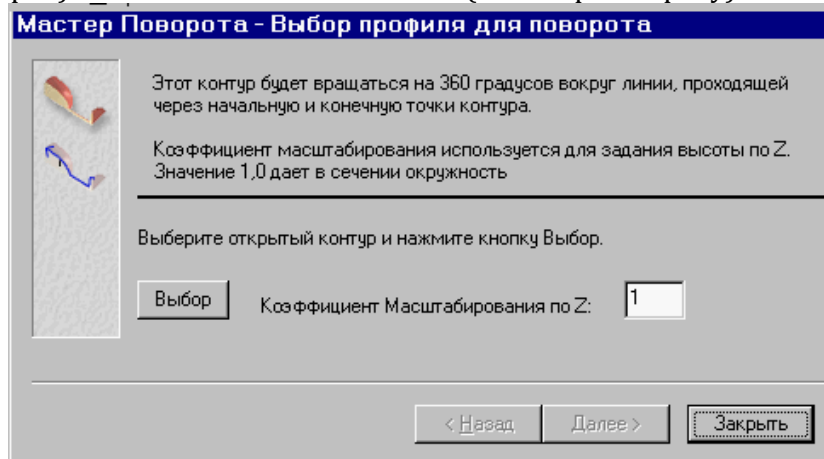 Мастер Поворота - Выбор профиля для поворота
Этот контур будет вращаться на 360 градусов вокруг линии, проходящей
через начальную и конечную точки контура.
Коэффициент масштабирования используется для задания высоты по Z.
Значение 1,0 дает в сечении окружность
Выберите открытый контур и нажмите кнопку Выбор.
Выбор Коэффициент Масштабирования по Z: 1
< Назад Далее > Закрыть